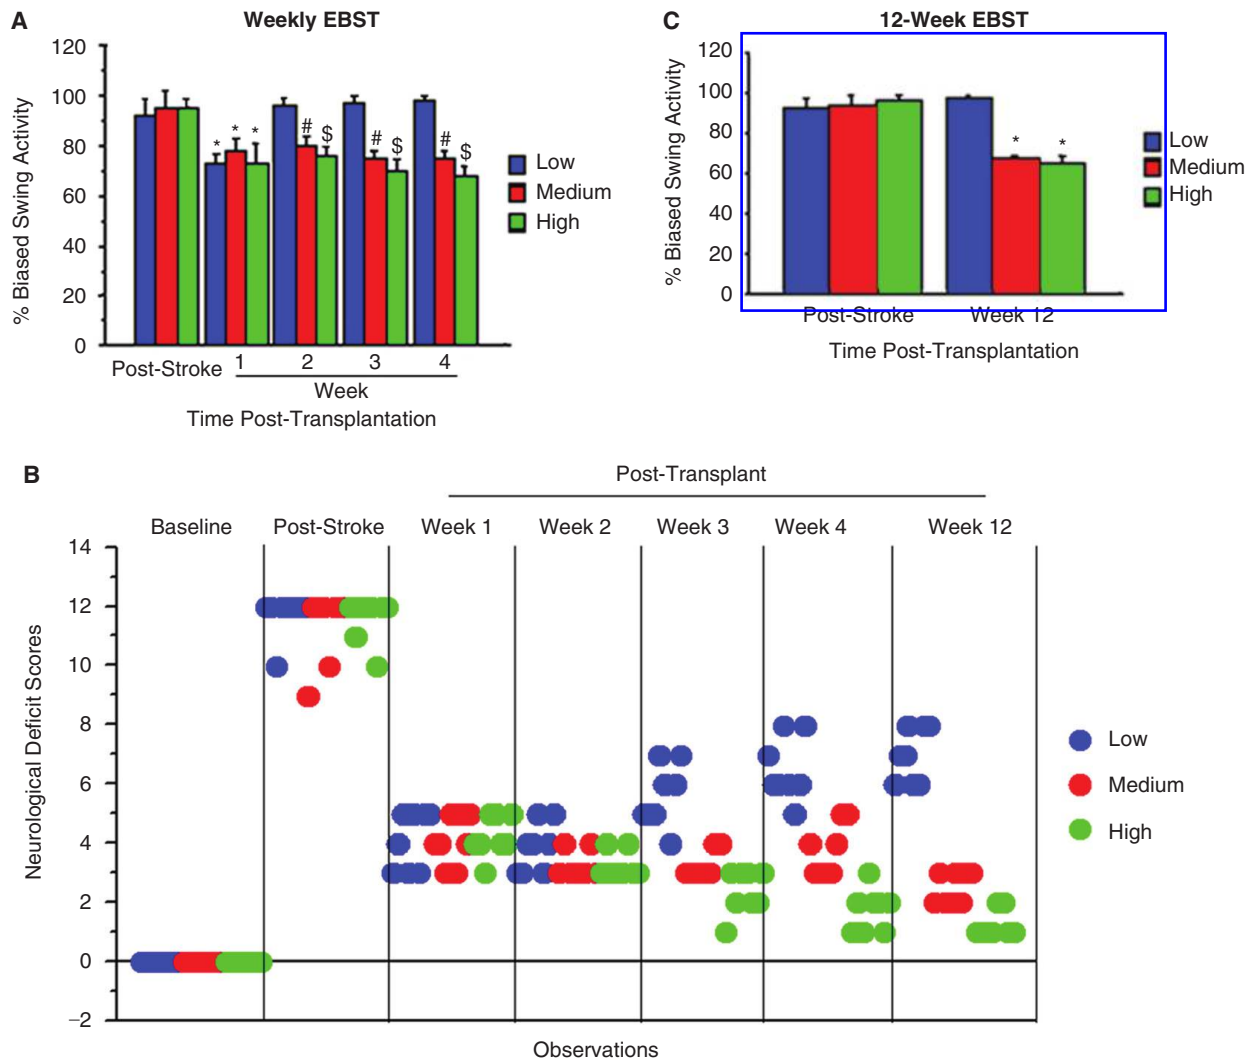 A
Weekly EBST
% Biased Swing Activity
120
100
80
60
40
20
0
* * *
# $
# $
# $
Low
Medium
High
Post-Stroke 1 2 3 4
Week
Time Post-Transplantation
C
12-Week EBST
% Biased Swing Activity
120
100
80
60
40
20
0
* *
Low
Medium
High
Post-Stroke Week 12
Time Post-Transplantation
B
Post-Transplant
Baseline Post-Stroke Week 1 Week 2 Week 3 Week 4 Week 12
Neurological Deficit Scores
14
12
10
8
6
4
2
0
−2
Low
Medium
High
Observations